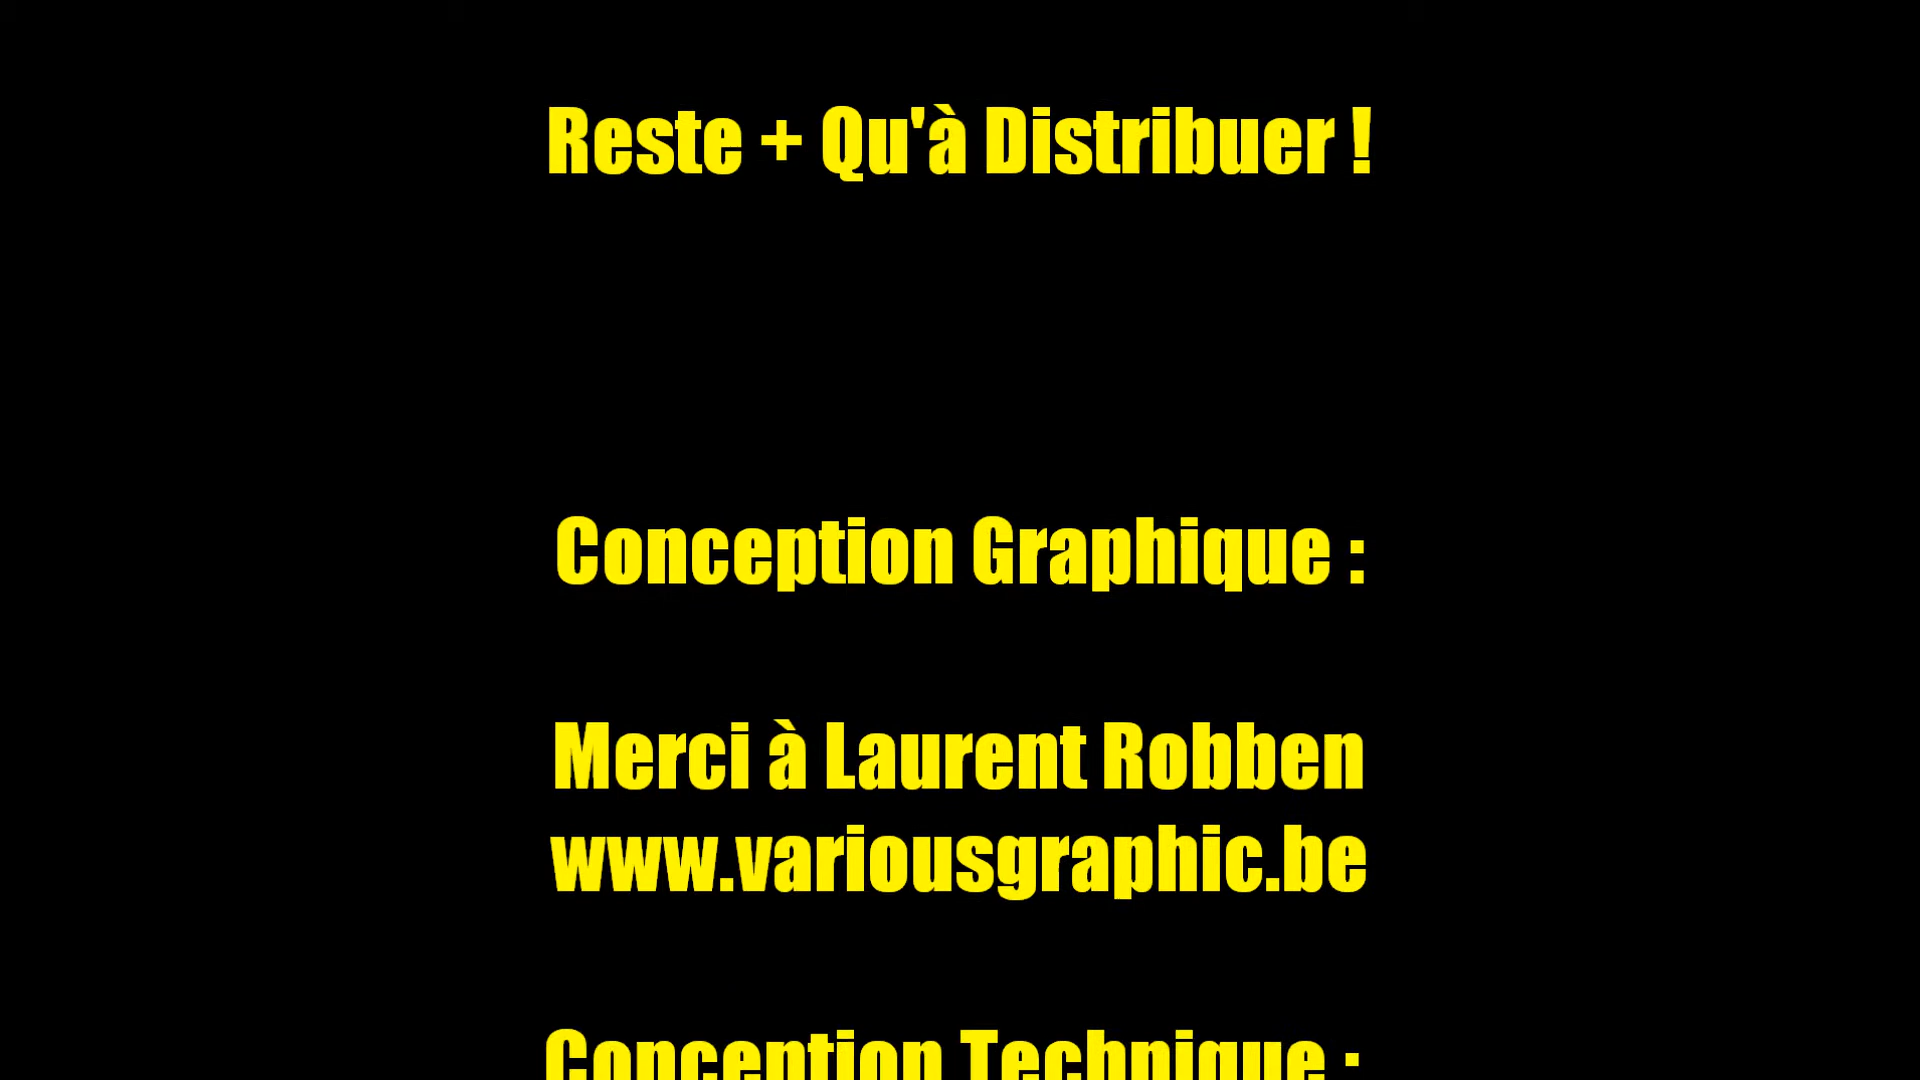 Reste + Qu'à Distribuer !
Conception Graphique :
Merci à Laurent Robben
www.variousgraphic.be
Conception Technique :